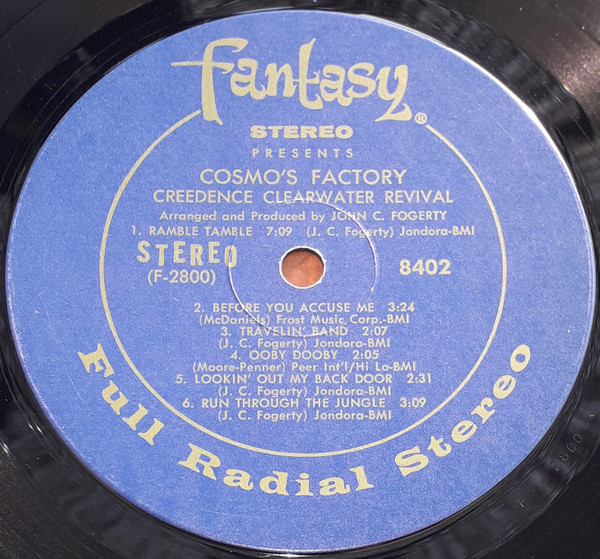 fantasy®
STEREO
PRESENTS
COSMO'S FACTORY
CREEDENCE CLEARWATER REVIVAL
Arranged and Produced by JOHN C. FOGERTY
1. RAMBLE TAMBLE 7:09 (J. C. Fogerty) Jondora-BMI
STEREO
(F-2800)
8402
2. BEFORE YOU ACCUSE ME 3:24
(McDaniels) Frost Music Corp.-BMI
3. TRAVELIN' BAND 2:07
(J. C. Fogerty) Jondora-BMI
4. OOBY DOOBY 2:05
(Moore-Penner) Peer Int'l/Hi Lo-BMI
5. LOOKIN' OUT MY BACK DOOR 2:31
(J. C. Fogerty) Jondora-BMI
6. RUN THROUGH THE JUNGLE 3:09
(J. C. Fogerty) Jondora-BMI
Full Radial Stereo